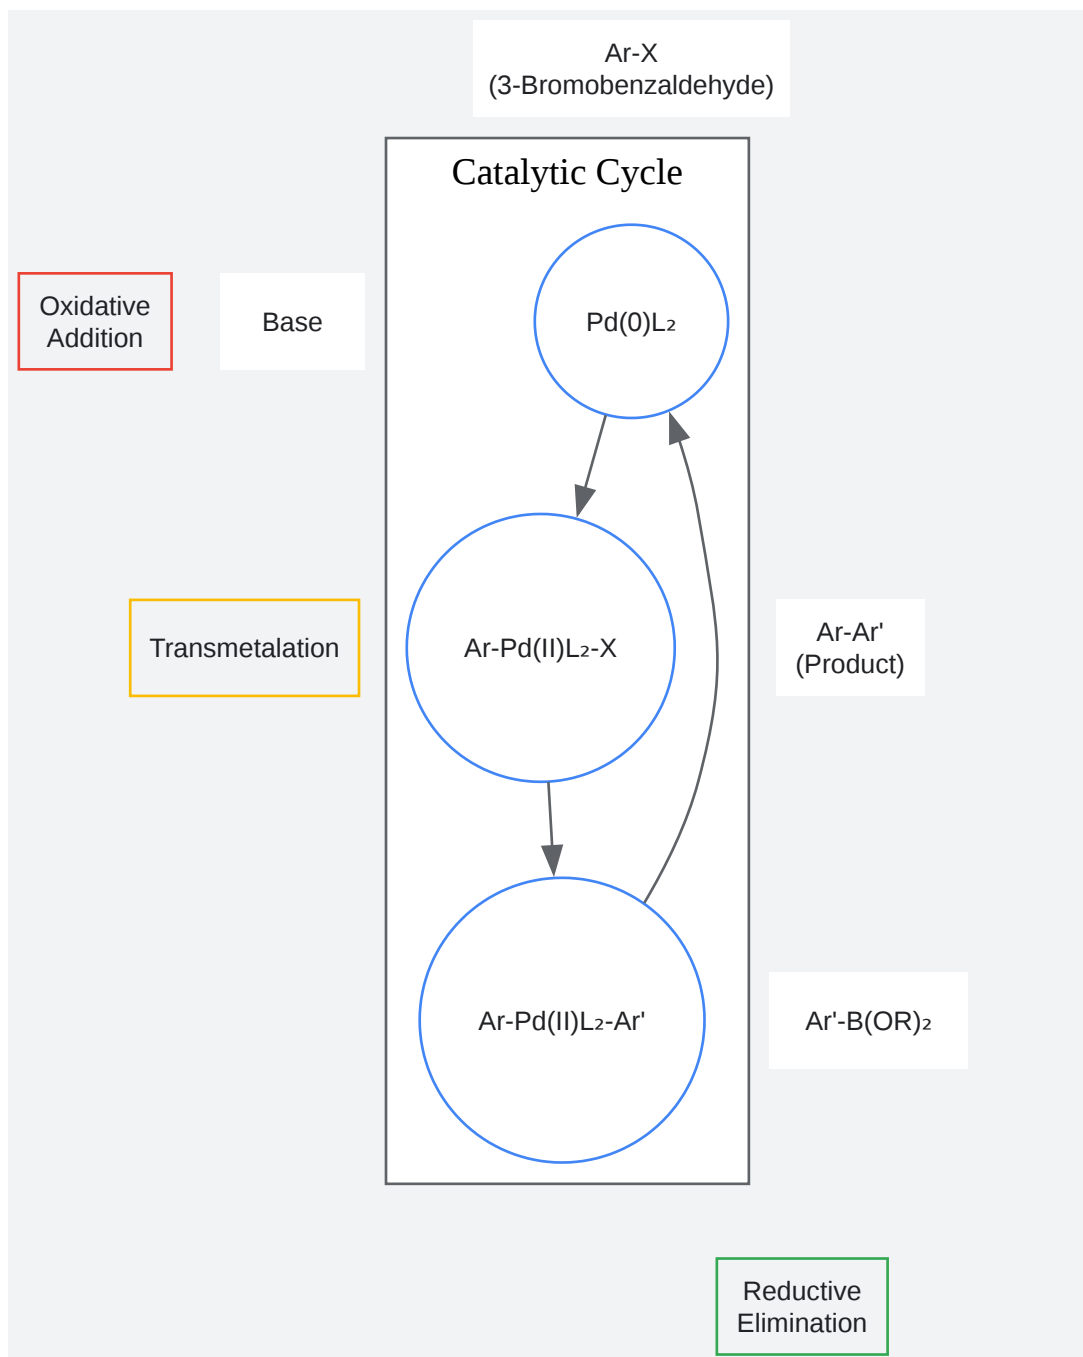 Ar-X
(3-Bromobenzaldehyde)
Catalytic Cycle
Oxidative
Addition
Base
Pd(0)L₂
Transmetalation
Ar-Pd(II)L₂-X
Ar-Ar'
(Product)
Ar-Pd(II)L₂-Ar'
Ar'-B(OR)₂
Reductive
Elimination